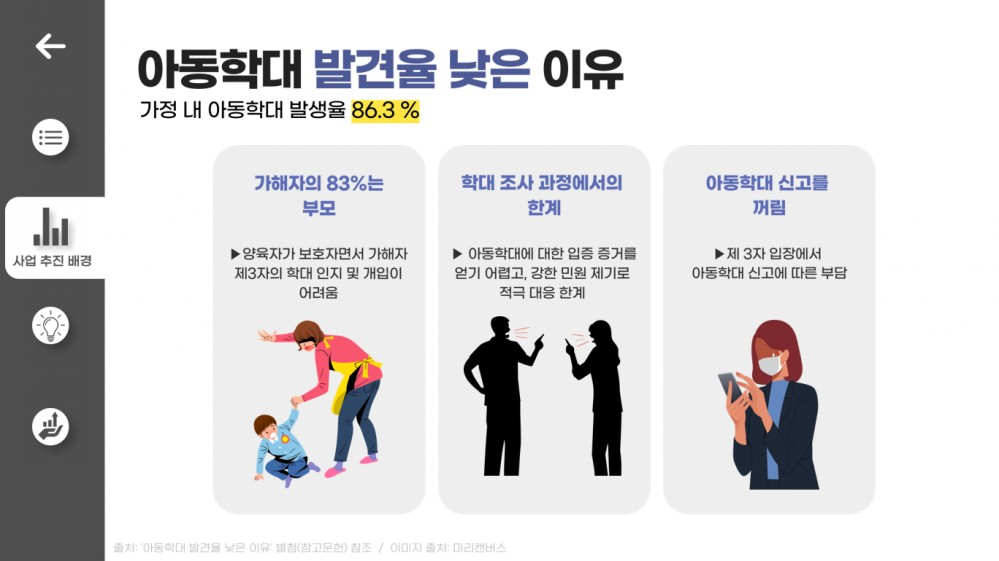 아동학대 발견율 낮은 이유
가정 내 아동학대 발생율 86.3 %
사업 추진 배경
가해자의 83%는
부모
▶양육자가 보호자면서 가해자
제3자의 학대 인지 및 개입이
어려움
학대 조사 과정에서의
한계
▶ 아동학대에 대한 입증 증거를
얻기 어렵고, 강한 민원 제기로
적극 대응 한계
아동학대 신고를
꺼림
▶제 3자 입장에서
아동학대 신고에 따른 부담
출처: '아동학대 발견율 낮은 이유' 별첨(참고문헌) 참조 / 이미지 출처: 미리캔버스